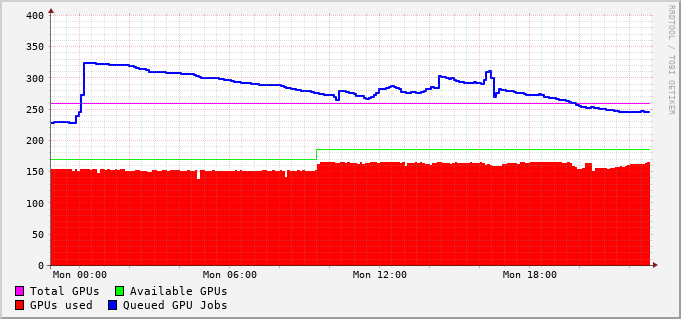 400
350
300
250
200
150
100
50
0
Mon 00:00 Mon 06:00 Mon 12:00 Mon 18:00
Total GPUs Available GPUs
GPUs used Queued GPU Jobs
RRDTOOL / TOBI OETIKER